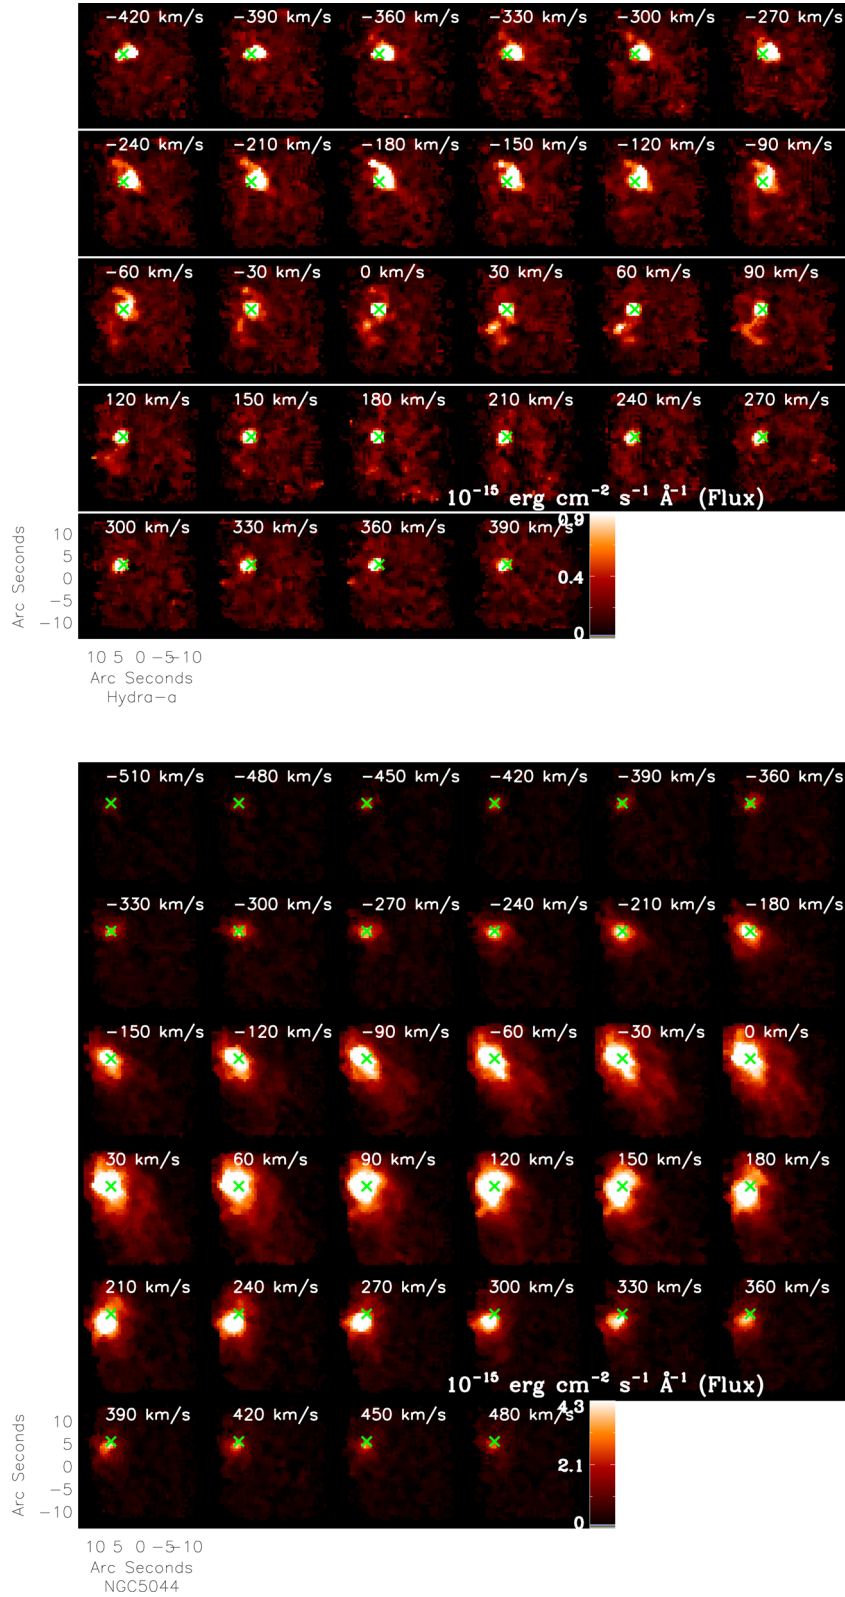 −420 km/s −390 km/s −360 km/s −330 km/s −300 km/s −270 km/s
−240 km/s −210 km/s −180 km/s −150 km/s −120 km/s −90 km/s
−60 km/s −30 km/s 0 km/s 30 km/s 60 km/s 90 km/s
120 km/s 150 km/s 180 km/s 210 km/s 240 km/s 270 km/s
10⁻¹⁵ erg cm⁻² s⁻¹ Å⁻¹ (Flux)
300 km/s 330 km/s 360 km/s 390 km/s
0.9
0.4
0
10
5
0
−5
−10
Arc Seconds
10 5 0 −5 −10
Arc Seconds
Hydra−a
−510 km/s −480 km/s −450 km/s −420 km/s −390 km/s −360 km/s
−330 km/s −300 km/s −270 km/s −240 km/s −210 km/s −180 km/s
−150 km/s −120 km/s −90 km/s −60 km/s −30 km/s 0 km/s
30 km/s 60 km/s 90 km/s 120 km/s 150 km/s 180 km/s
210 km/s 240 km/s 270 km/s 300 km/s 330 km/s 360 km/s
10⁻¹⁵ erg cm⁻² s⁻¹ Å⁻¹ (Flux)
390 km/s 420 km/s 450 km/s 480 km/s
4.3
2.1
0
10
5
0
−5
−10
Arc Seconds
10 5 0 −5 −10
Arc Seconds
NGC5044